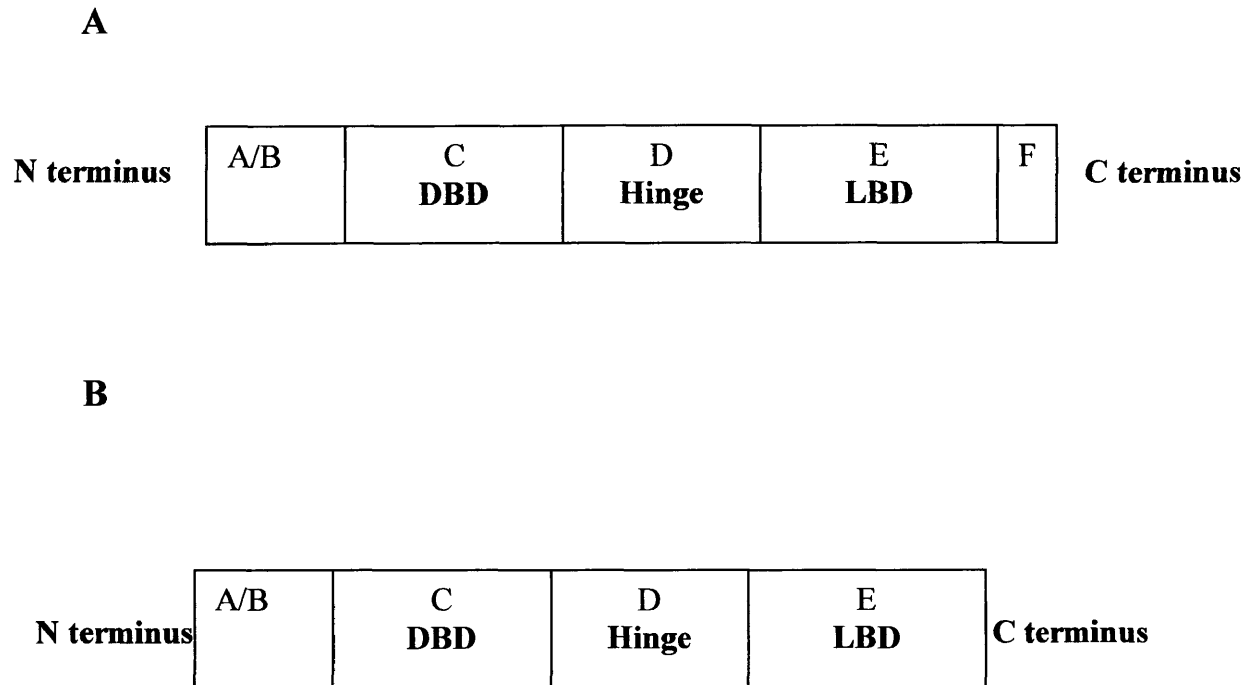 A
N terminus A/B C D E F C terminus
DBD Hinge LBD
B
A/B C D E
N terminus DBD Hinge LBD C terminus